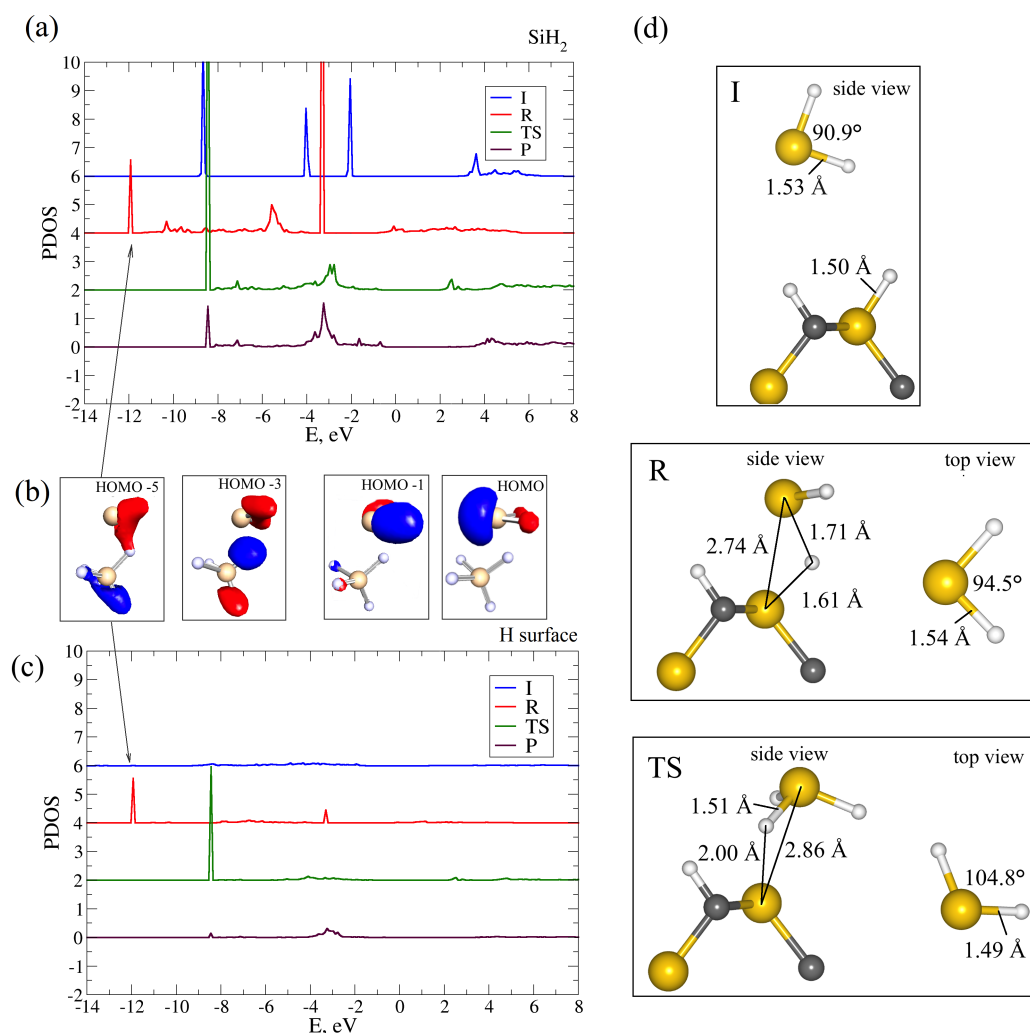 (a)
SiH2
PDOS
10
9
8
7
6
5
4
3
2
1
0
-1
-2
I
R
TS
P
-14 -12 -10 -8 -6 -4 -2 0 2 4 6 8
E, eV
(b)
HOMO -5
HOMO -3
HOMO -1
HOMO
(c)
H surface
PDOS
10
9
8
7
6
5
4
3
2
1
0
-1
-2
I
R
TS
P
-14 -12 -10 -8 -6 -4 -2 0 2 4 6 8
E, eV
(d)
I
side view
90.9°
1.53 Å
1.50 Å
R
side view
top view
2.74 Å
1.71 Å
1.61 Å
94.5°
1.54 Å
TS
side view
top view
1.51 Å
2.00 Å
2.86 Å
104.8°
1.49 Å